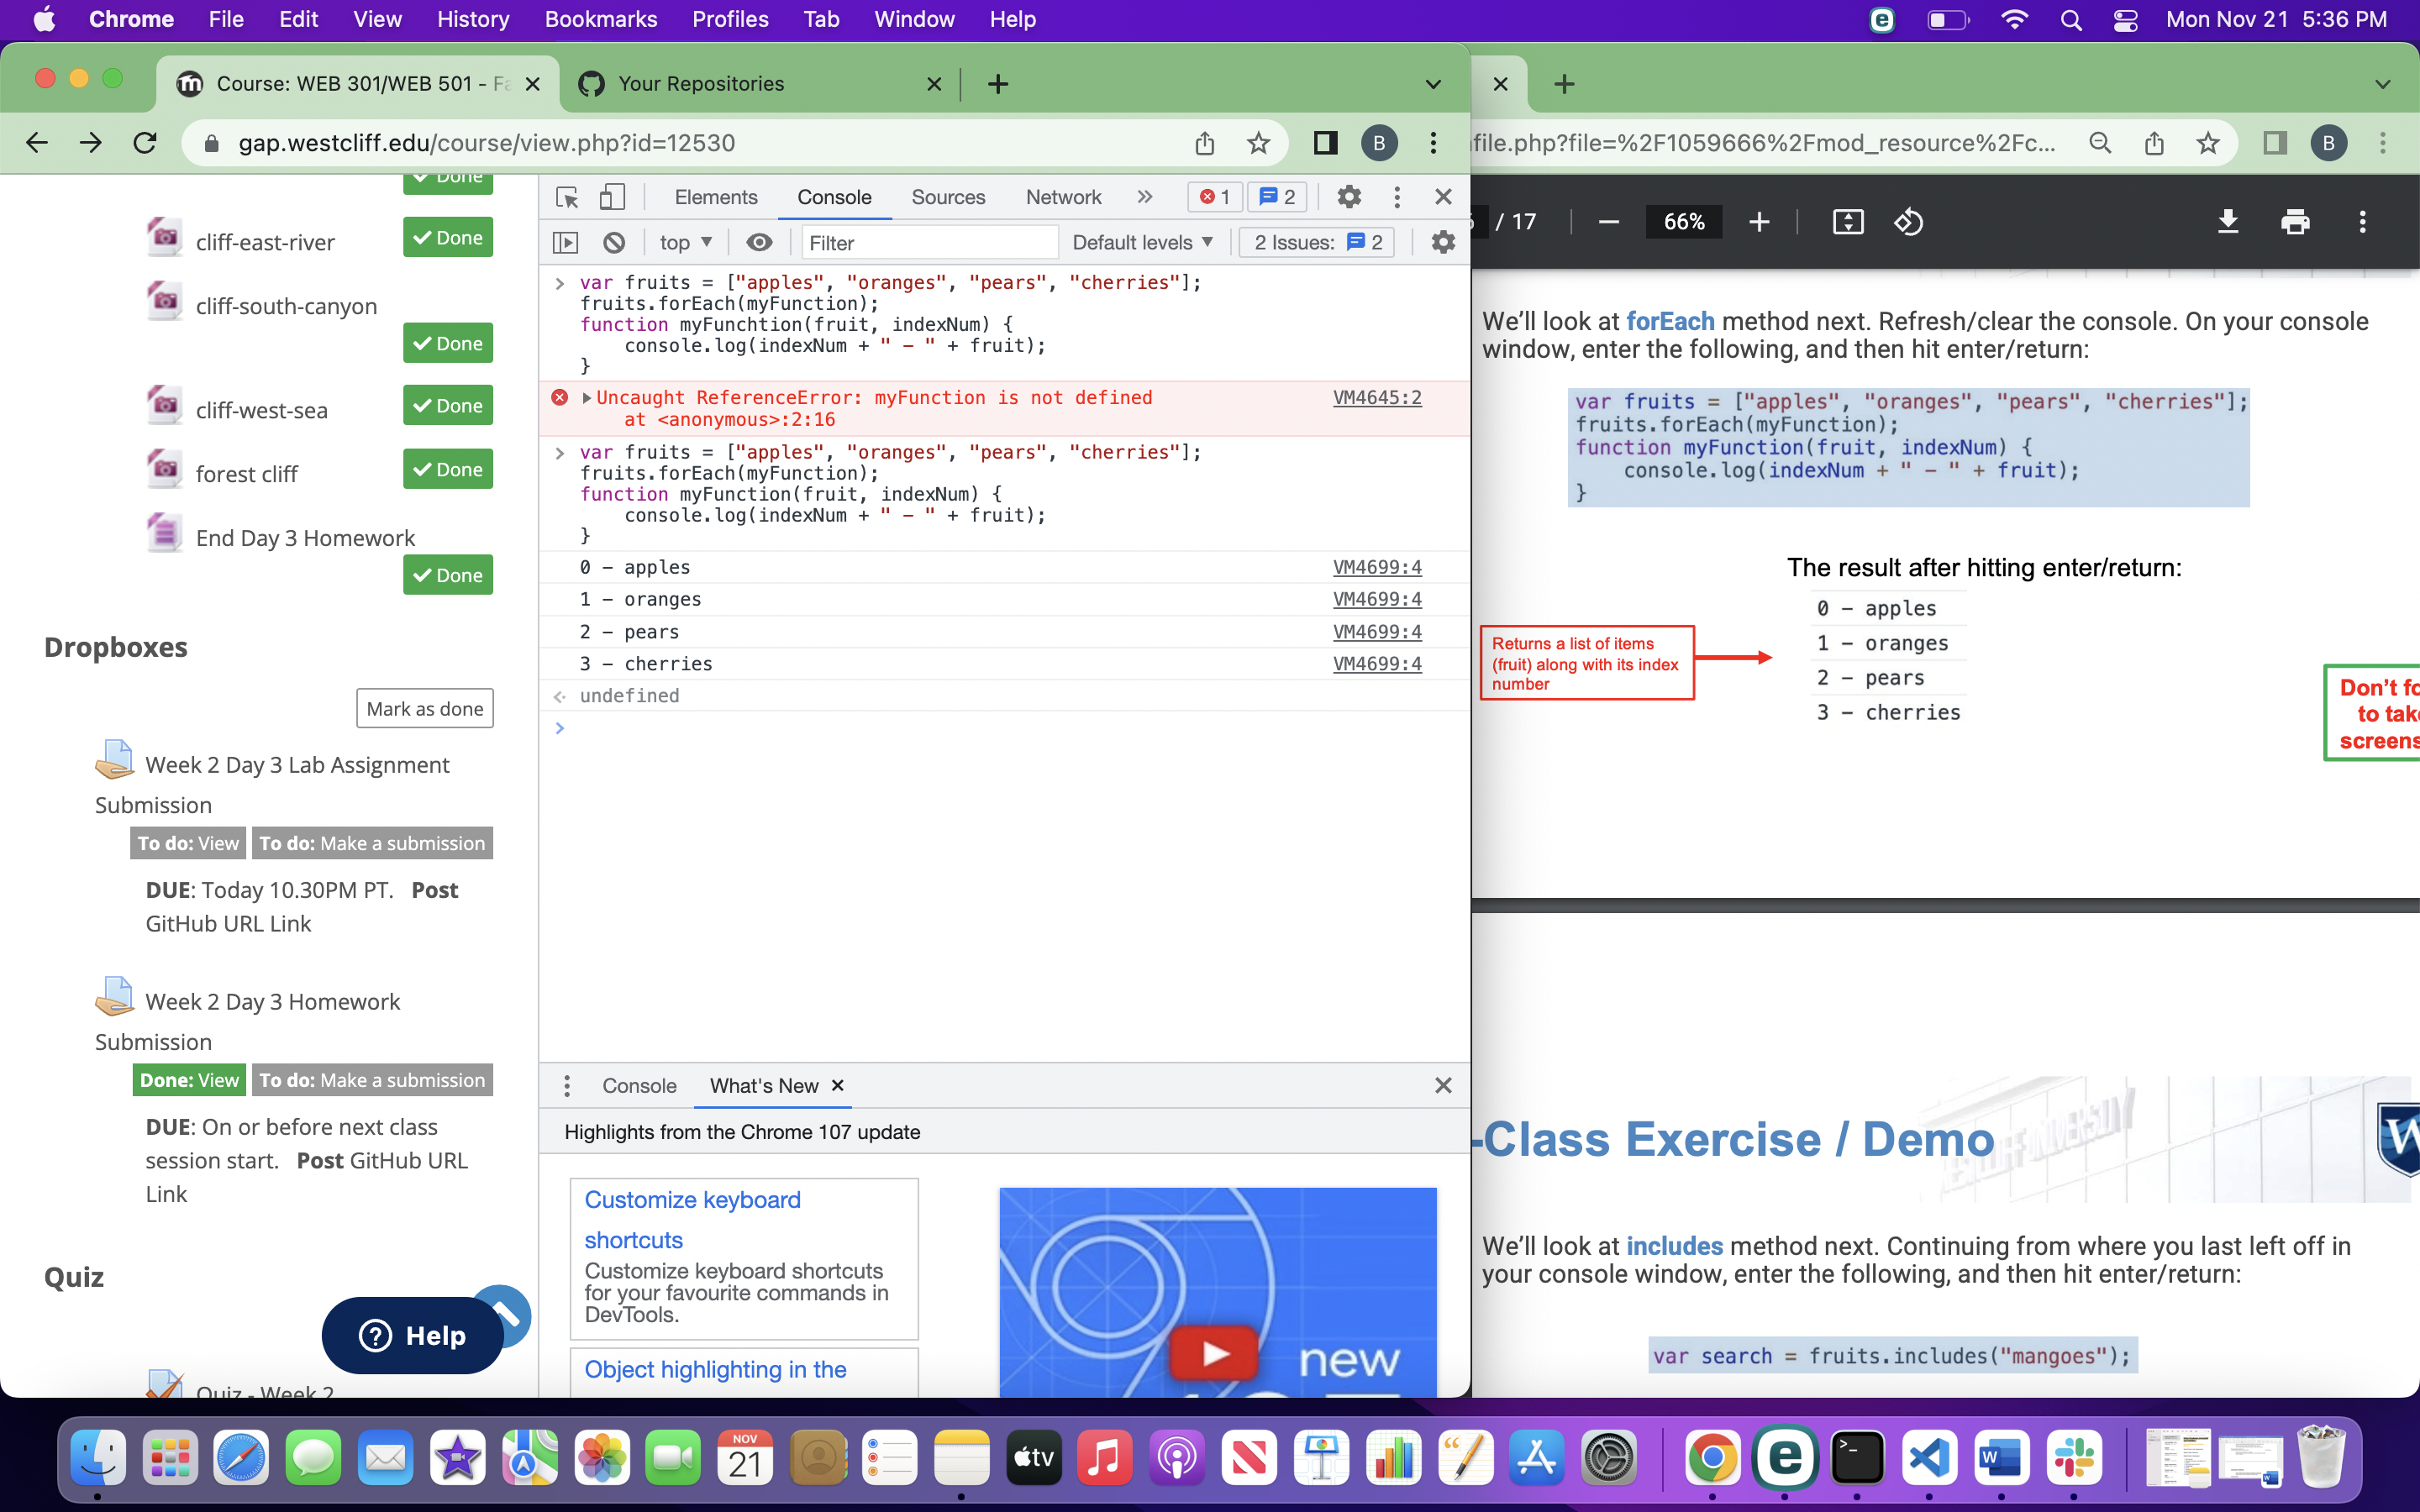 Chrome File Edit View History Bookmarks Profiles Tab Window Help
Mon Nov 21 5:36 PM
Course: WEB 301/WEB 501 - Fa
Your Repositories
gap.westcliff.edu/course/view.php?id=12530
B
file.php?file=%2F1059666%2Fmod_resource%2Fc...
B
Done
cliff-east-river
Done
cliff-south-canyon
Done
cliff-west-sea
Done
forest cliff
Done
End Day 3 Homework
Done
Dropboxes
Mark as done
Week 2 Day 3 Lab Assignment
Submission
To do: View To do: Make a submission
DUE: Today 10.30PM PT. Post
GitHub URL Link
Week 2 Day 3 Homework
Submission
Done: View To do: Make a submission
DUE: On or before next class
session start. Post GitHub URL
Link
Quiz
Help
Quiz - Week 2
Elements Console Sources Network 1 2
top Filter Default levels 2 Issues: 2
> var fruits = ["apples", "oranges", "pears", "cherries"];
fruits.forEach(myFunction);
function myFunchtion(fruit, indexNum) {
console.log(indexNum + " - " + fruit);
}
Uncaught ReferenceError: myFunction is not defined VM4645:2
at <anonymous>:2:16
> var fruits = ["apples", "oranges", "pears", "cherries"];
fruits.forEach(myFunction);
function myFunction(fruit, indexNum) {
console.log(indexNum + " - " + fruit);
}
0 - apples VM4699:4
1 - oranges VM4699:4
2 - pears VM4699:4
3 - cherries VM4699:4
undefined
>
Console What's New
Highlights from the Chrome 107 update
Customize keyboard
shortcuts
Customize keyboard shortcuts
for your favourite commands in
DevTools.
Object highlighting in the
new
/ 17 66%
We'll look at forEach method next. Refresh/clear the console. On your console
window, enter the following, and then hit enter/return:
var fruits = ["apples", "oranges", "pears", "cherries"];
fruits.forEach(myFunction);
function myFunction(fruit, indexNum) {
console.log(indexNum + " - " + fruit);
}
The result after hitting enter/return:
0 - apples
1 - oranges
2 - pears
3 - cherries
Returns a list of items
(fruit) along with its index
number
Don't fo
to take
screens
-Class Exercise / Demo
We'll look at includes method next. Continuing from where you last left off in
your console window, enter the following, and then hit enter/return:
var search = fruits.includes("mangoes");
NOV
21
tv